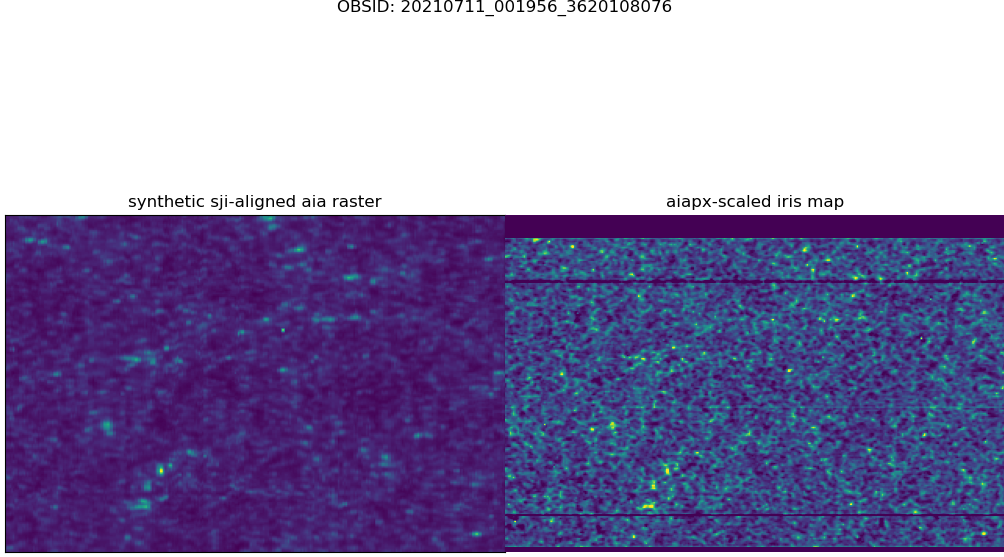 OBSID: 20210711_001956_3620108076
synthetic sji-aligned aia raster
aiapx-scaled iris map